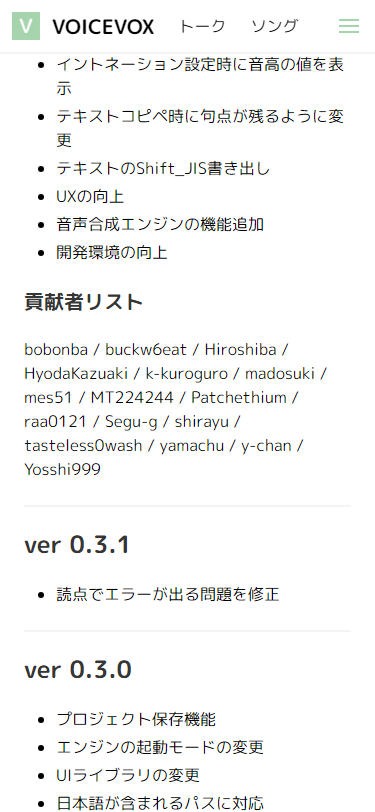 V VOICEVOX トーク ソング
イントネーション設定時に音高の値を表
示
テキストコピペ時に句点が残るように変
更
テキストのShift_JIS書き出し
UXの向上
音声合成エンジンの機能追加
開発環境の向上
貢献者リスト
bobonba / buckw6eat / Hiroshiba /
HyodaKazuaki / k-kuroguro / madosuki /
mes51 / MT224244 / Patchethium /
raa0121 / Segu-g / shirayu /
tasteless0wash / yamachu / y-chan /
Yosshi999
ver 0.3.1
読点でエラーが出る問題を修正
ver 0.3.0
プロジェクト保存機能
エンジンの起動モードの変更
UIライブラリの変更
日本語が含まれるパスに対応